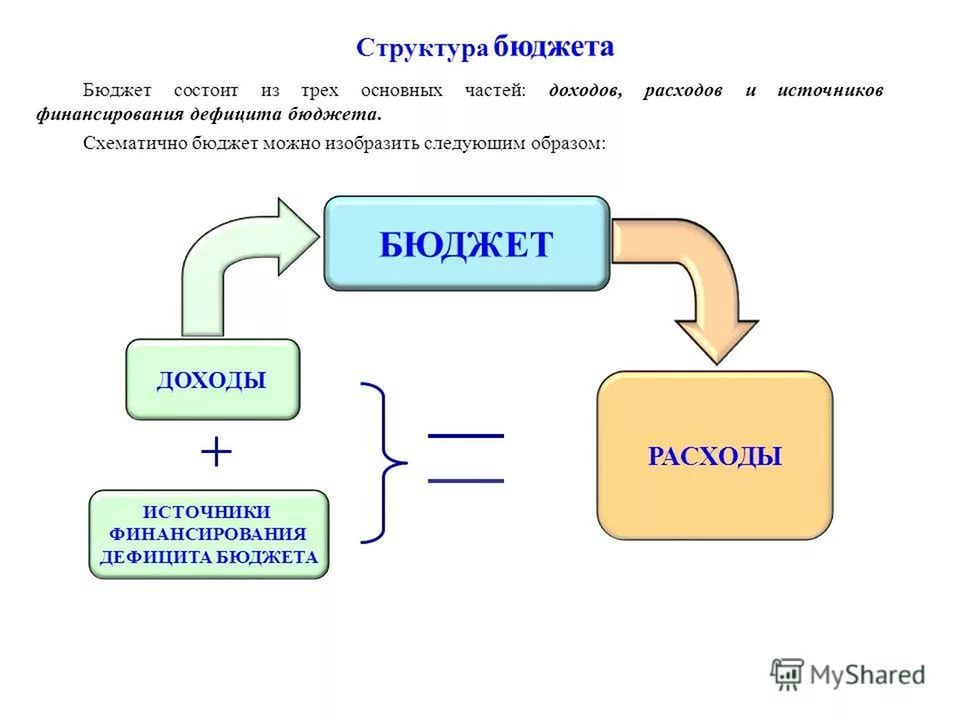 Структура бюджета
Бюджет состоит из трех основных частей: доходов, расходов и источников
финансирования дефицита бюджета.
Схематично бюджет можно изобразить следующим образом:
БЮДЖЕТ
ДОХОДЫ
+
ИСТОЧНИКИ
ФИНАНСИРОВАНИЯ
ДЕФИЦИТА БЮДЖЕТА
=
РАСХОДЫ
MyShared